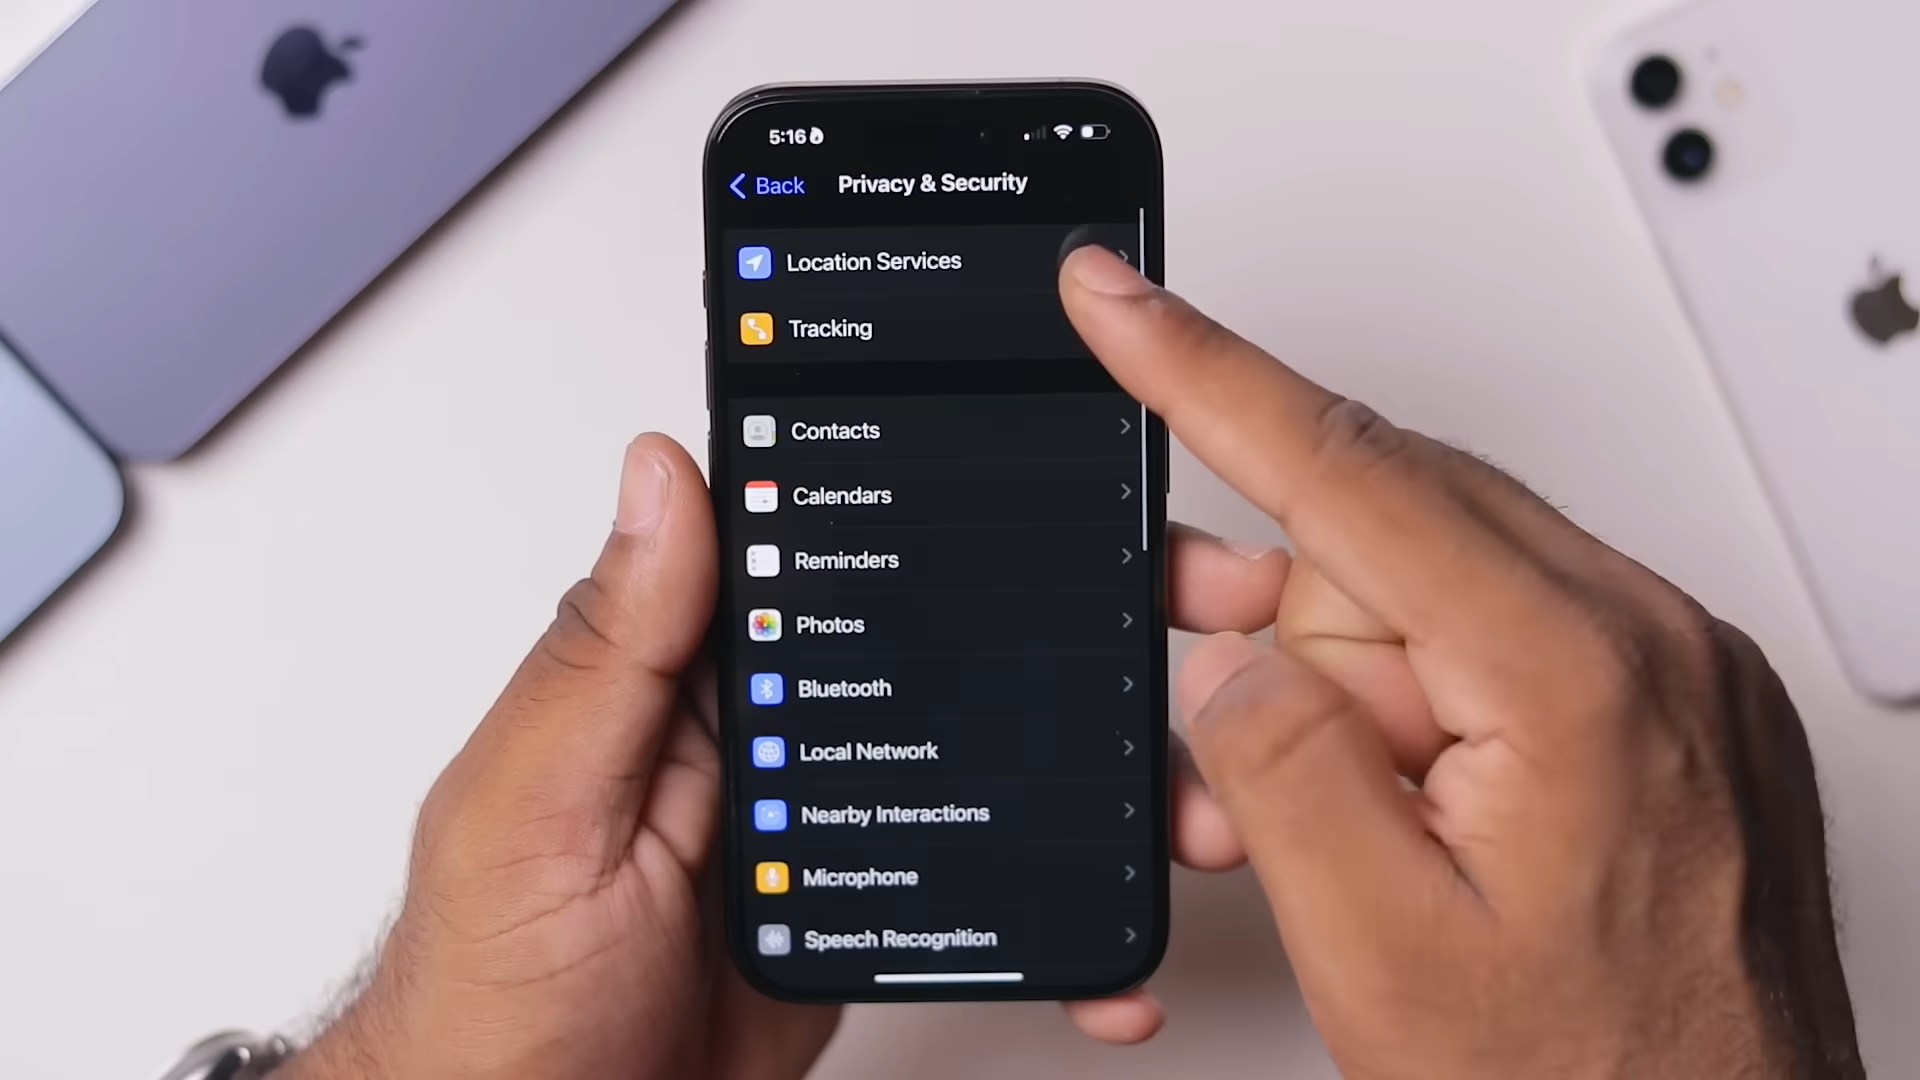 5:16
Back
Privacy & Security
Location Services
Tracking
Contacts
Calendars
Reminders
Photos
Bluetooth
Local Network
Nearby Interactions
Microphone
Speech Recognition